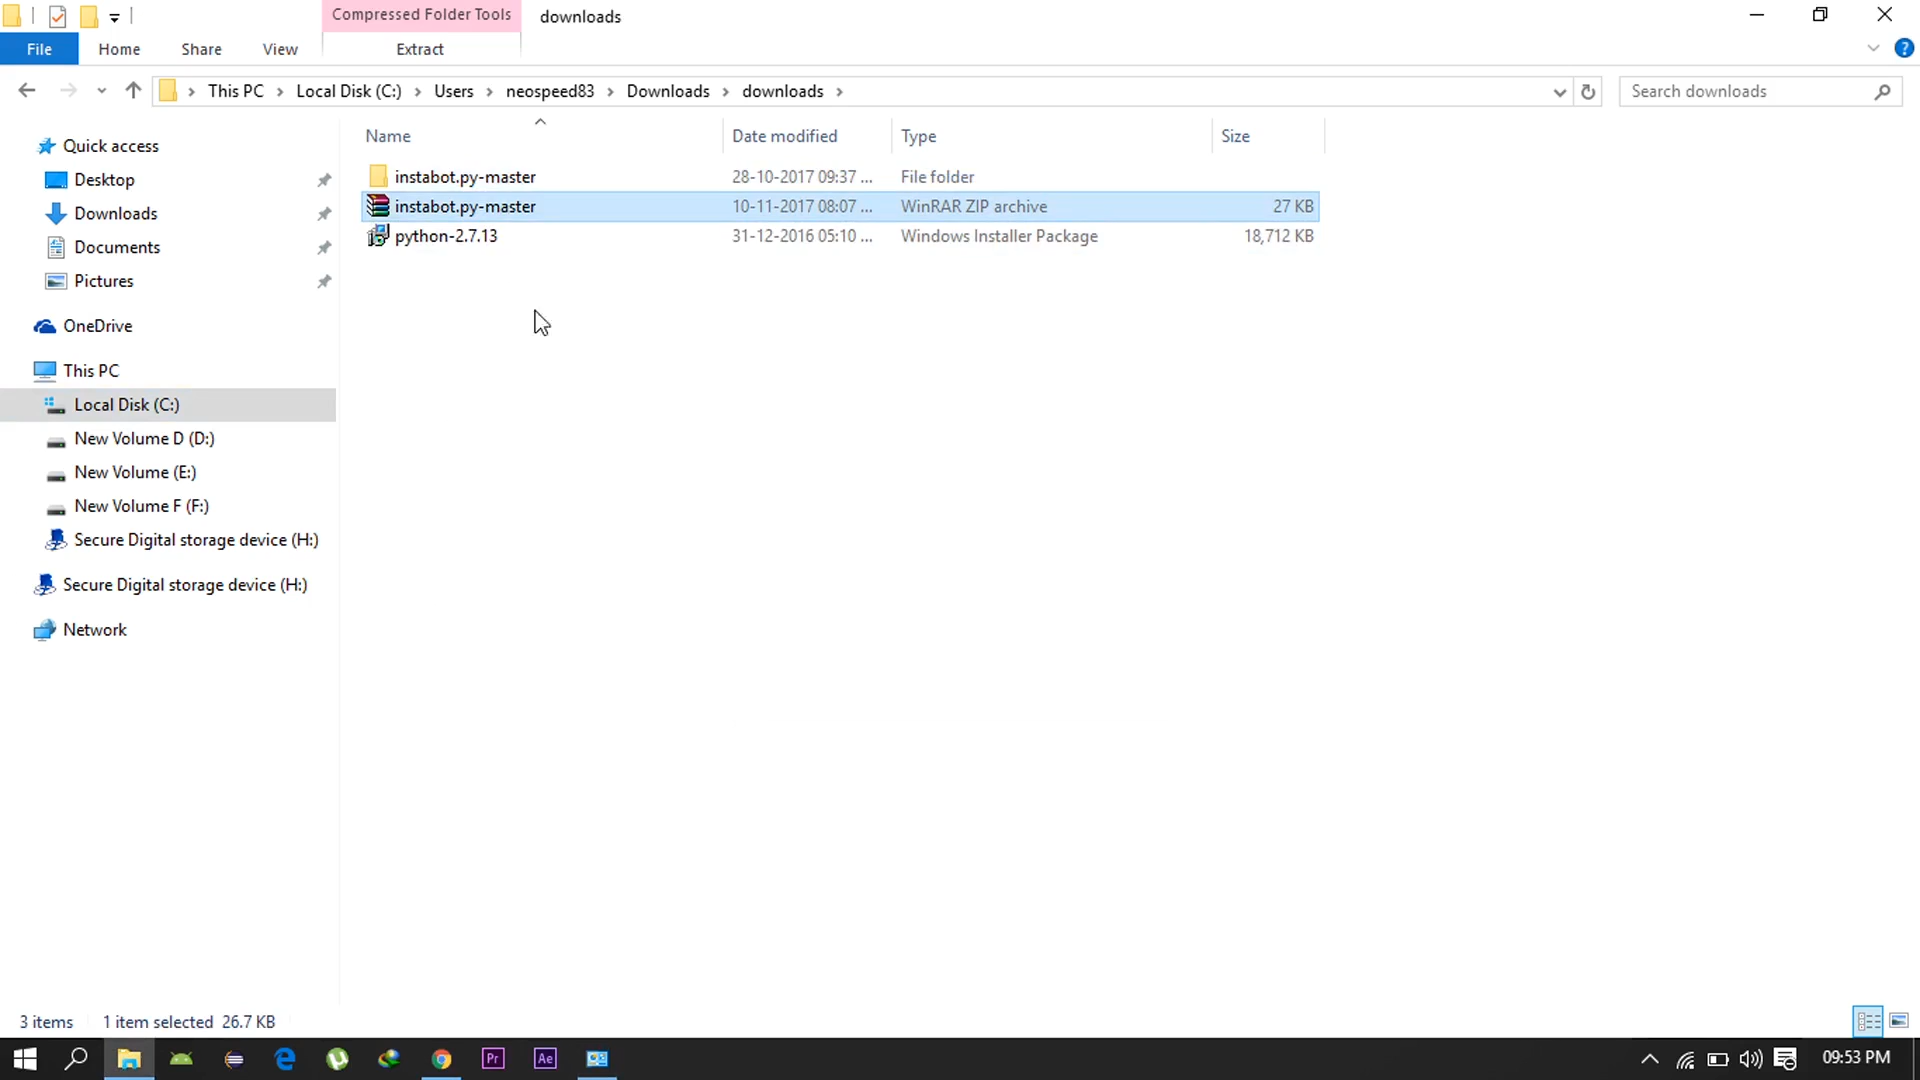 Compressed Folder Tools
downloads
File
Home
Share
View
Extract
This PC
Local Disk (C:)
Users
neospeed83
Downloads
downloads
Search downloads
Name
Date modified
Type
Size
instabot.py-master
28-10-2017 09:37 ...
File folder
instabot.py-master
10-11-2017 08:07 ...
WinRAR ZIP archive
27 KB
python-2.7.13
31-12-2016 05:10 ...
Windows Installer Package
18,712 KB
Quick access
Desktop
Downloads
Documents
Pictures
OneDrive
This PC
Local Disk (C:)
New Volume D (D:)
New Volume (E:)
New Volume F (F:)
Secure Digital storage device (H:)
Secure Digital storage device (H:)
Network
3 items
1 item selected 26.7 KB
Pr
Ae
09:53 PM